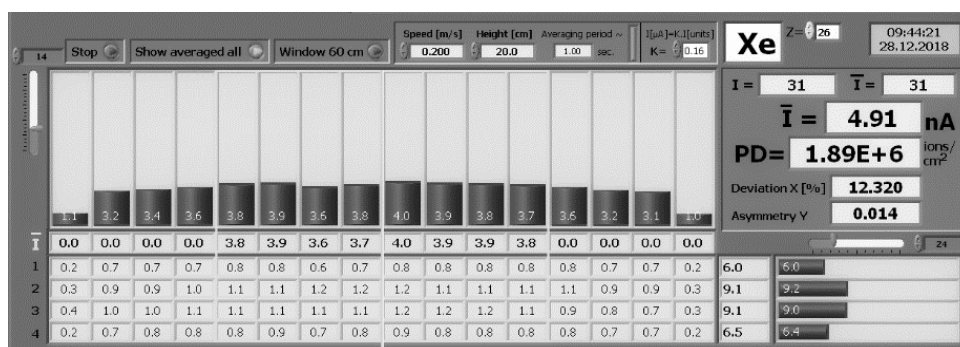 Speed [m/s] Height [cm] Averaging period ~ I[µA]=K.I[units]
14 Stop Show averaged all Window 60 cm 0.200 20.0 1.00 sec. K= 0.16
Xe Z= 26
09:44:21
28.12.2018
I = 31 I = 31
I = 4.91 nA
PD= 1.89E+6 ions/cm2
Deviation X [%] 12.320
Asymmetry Y 0.014
1.1 3.2 3.4 3.6 3.8 3.9 3.6 3.8 4.0 3.9 3.8 3.7 3.6 3.2 3.1 1.0
I 0.0 0.0 0.0 0.0 3.8 3.9 3.6 3.7 4.0 3.9 3.9 3.8 0.0 0.0 0.0 0.0 24
1 0.2 0.7 0.7 0.7 0.8 0.8 0.6 0.7 0.8 0.8 0.8 0.8 0.8 0.7 0.7 0.2 6.0 6.0
2 0.3 0.9 0.9 1.0 1.1 1.1 1.2 1.2 1.2 1.1 1.1 1.1 1.1 0.9 0.9 0.3 9.1 9.2
3 0.4 1.0 1.0 1.1 1.1 1.1 1.1 1.1 1.2 1.2 1.2 1.1 0.9 0.8 0.7 0.3 9.1 9.0
4 0.2 0.7 0.8 0.8 0.8 0.9 0.7 0.8 0.9 0.8 0.8 0.8 0.8 0.7 0.7 0.2 6.5 6.4